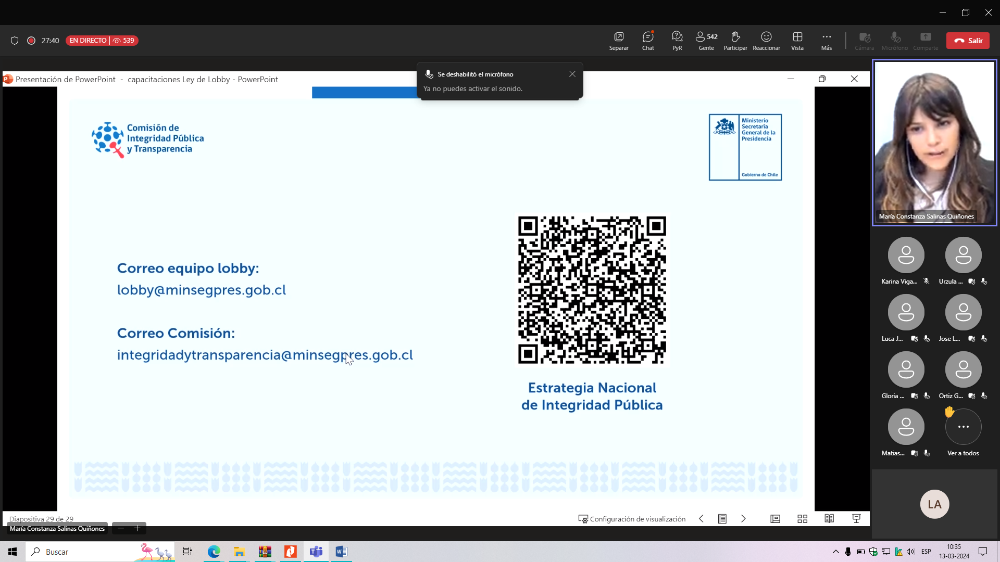 27:40
EN DIRECTO
539
Separar
Chat
PyR
542
Gente
Participar
Reaccionar
Vista
Más
Cámara
Micrófono
Comparte
Salir
Presentación de PowerPoint - capacitaciones Ley de Lobby - PowerPoint
Se deshabilitó el micrófono
Ya no puedes activar el sonido.
Comisión de
Integridad Pública
y Transparencia
Ministerio
Secretaría
General de la
Presidencia
Gobierno de Chile
Correo equipo lobby:
lobby@minsegpres.gob.cl
Correo Comisión:
integridadytransparencia@minsegpres.gob.cl
Estrategia Nacional
de Integridad Pública
María Constanza Salinas Quiñones
Karina Viga...
Urzula ...
Luca J...
Jose L...
Gloria ...
Ortiz G...
Matias...
Ver a todos
LA
Diapositiva 29 de 29
Configuración de visualización
María Constanza Salinas Quiñones
Buscar
ESP
10:35
13-03-2024